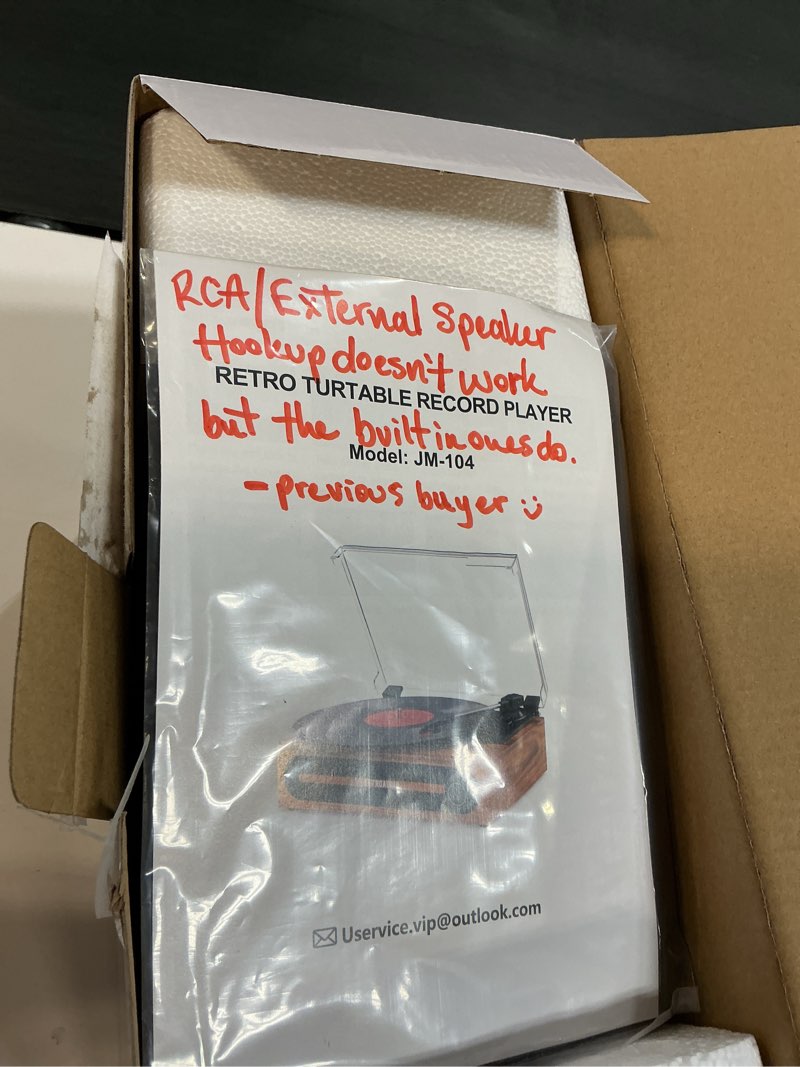 RCA/External Speaker
Hookup doesn't work
RETRO TURTABLE RECORD PLAYER
but the built in ones do.
Model: JM-104
- previous buyer :)
Uservice.vip@outlook.com